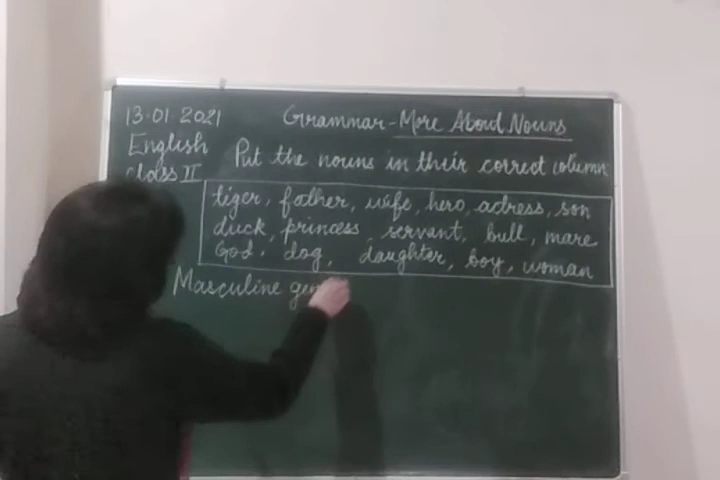 13.01.2021
Grammar - More About Nouns
English
class II
Put the nouns in their correct column
tiger, father, wife, hero, actress, son
duck, princess, servant, bull, mare
God, dog, daughter, boy, woman
Masculine gen